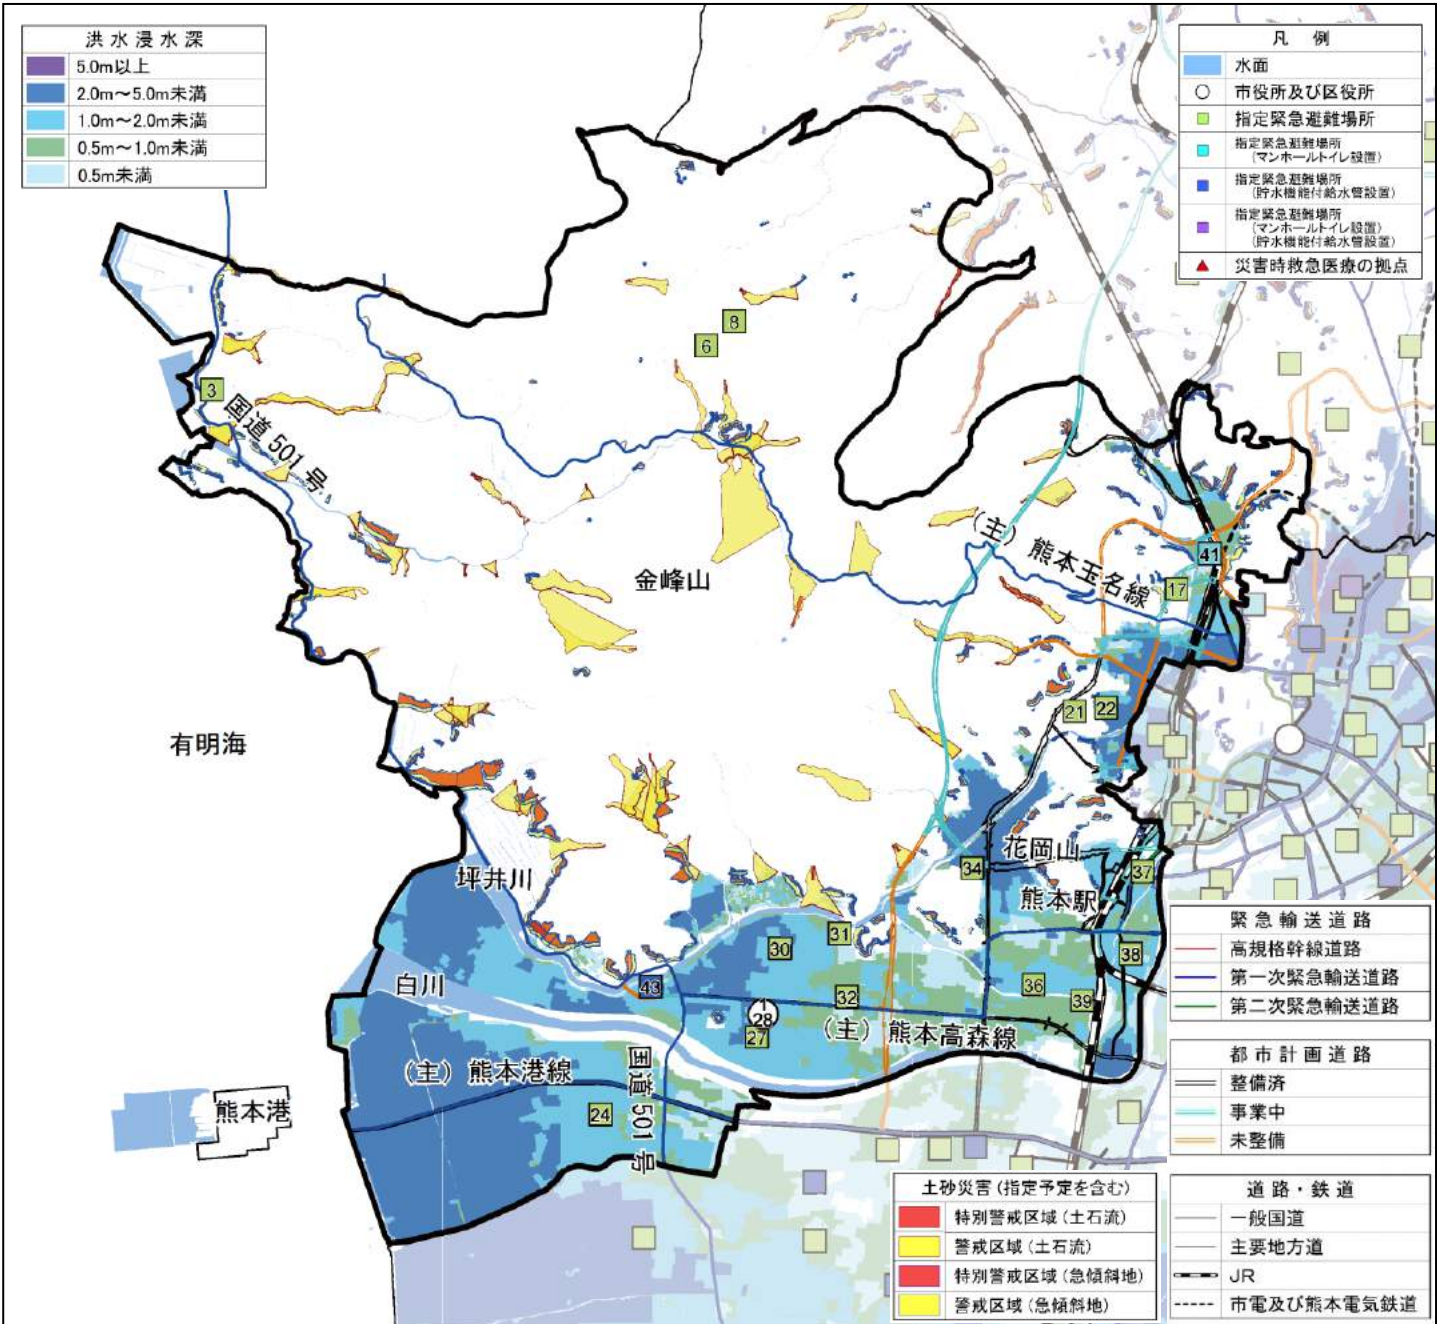 洪水浸水深
5.0m以上
2.0m～5.0m未満
1.0m～2.0m未満
0.5m～1.0m未満
0.5m未満
凡 例
水面
市役所及び区役所
指定緊急避難場所
指定緊急避難場所
(マンホールトイレ設置)
指定緊急避難場所
(貯水機能付給水管設置)
指定緊急避難場所
(マンホールトイレ設置)
(貯水機能付給水管設置)
災害時救急医療の拠点
8
6
3
国道501号
(主)熊本玉名線
41
17
金峰山
21
22
有明海
花岡山
34
37
坪井川
熊本駅
31
30
38
白川
43
36
32
39
1
28
27
(主)熊本高森線
(主)熊本港線
国道501号
24
熊本港
緊急輸送道路
高規格幹線道路
第一次緊急輸送道路
第二次緊急輸送道路
都市計画道路
整備済
事業中
未整備
土砂災害(指定予定を含む)
特別警戒区域(土石流)
警戒区域(土石流)
特別警戒区域(急傾斜地)
警戒区域(急傾斜地)
道路・鉄道
一般国道
主要地方道
JR
市電及び熊本電気鉄道